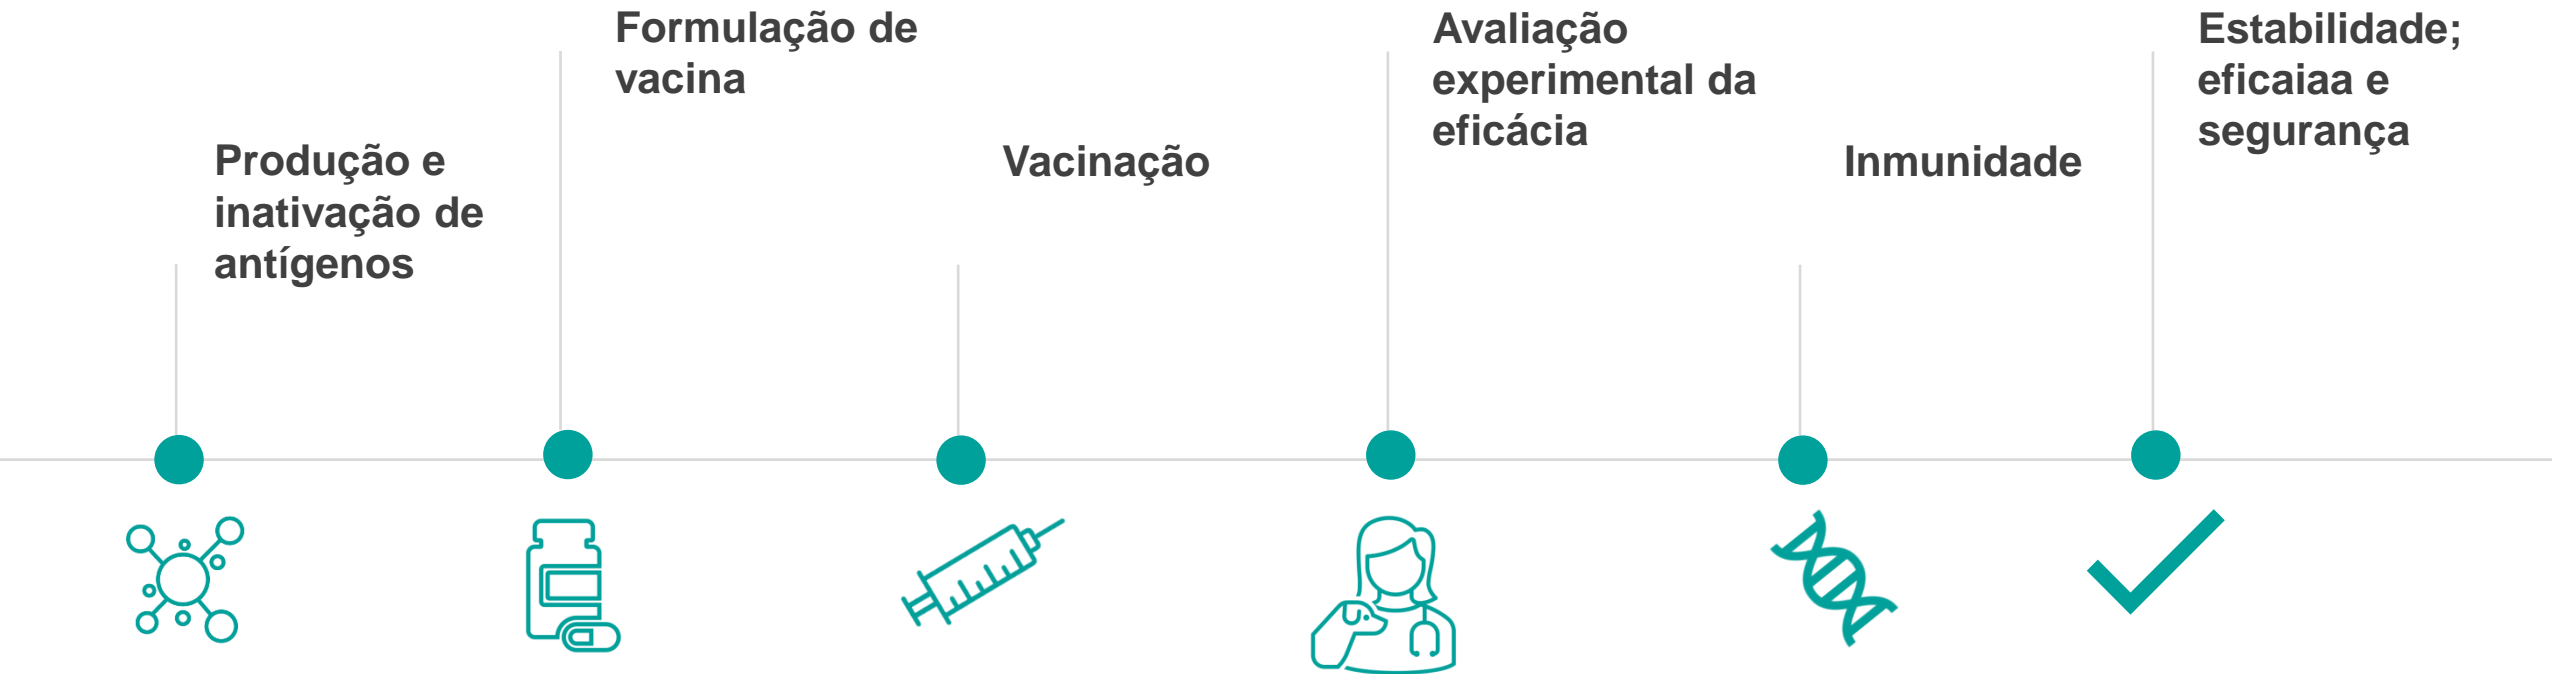 Produção e
inativação de
antígenos
Formulação de
vacina
Vacinação
Avaliação
experimental da
eficácia
Inmunidade
Estabilidade;
eficaiaa e
segurança